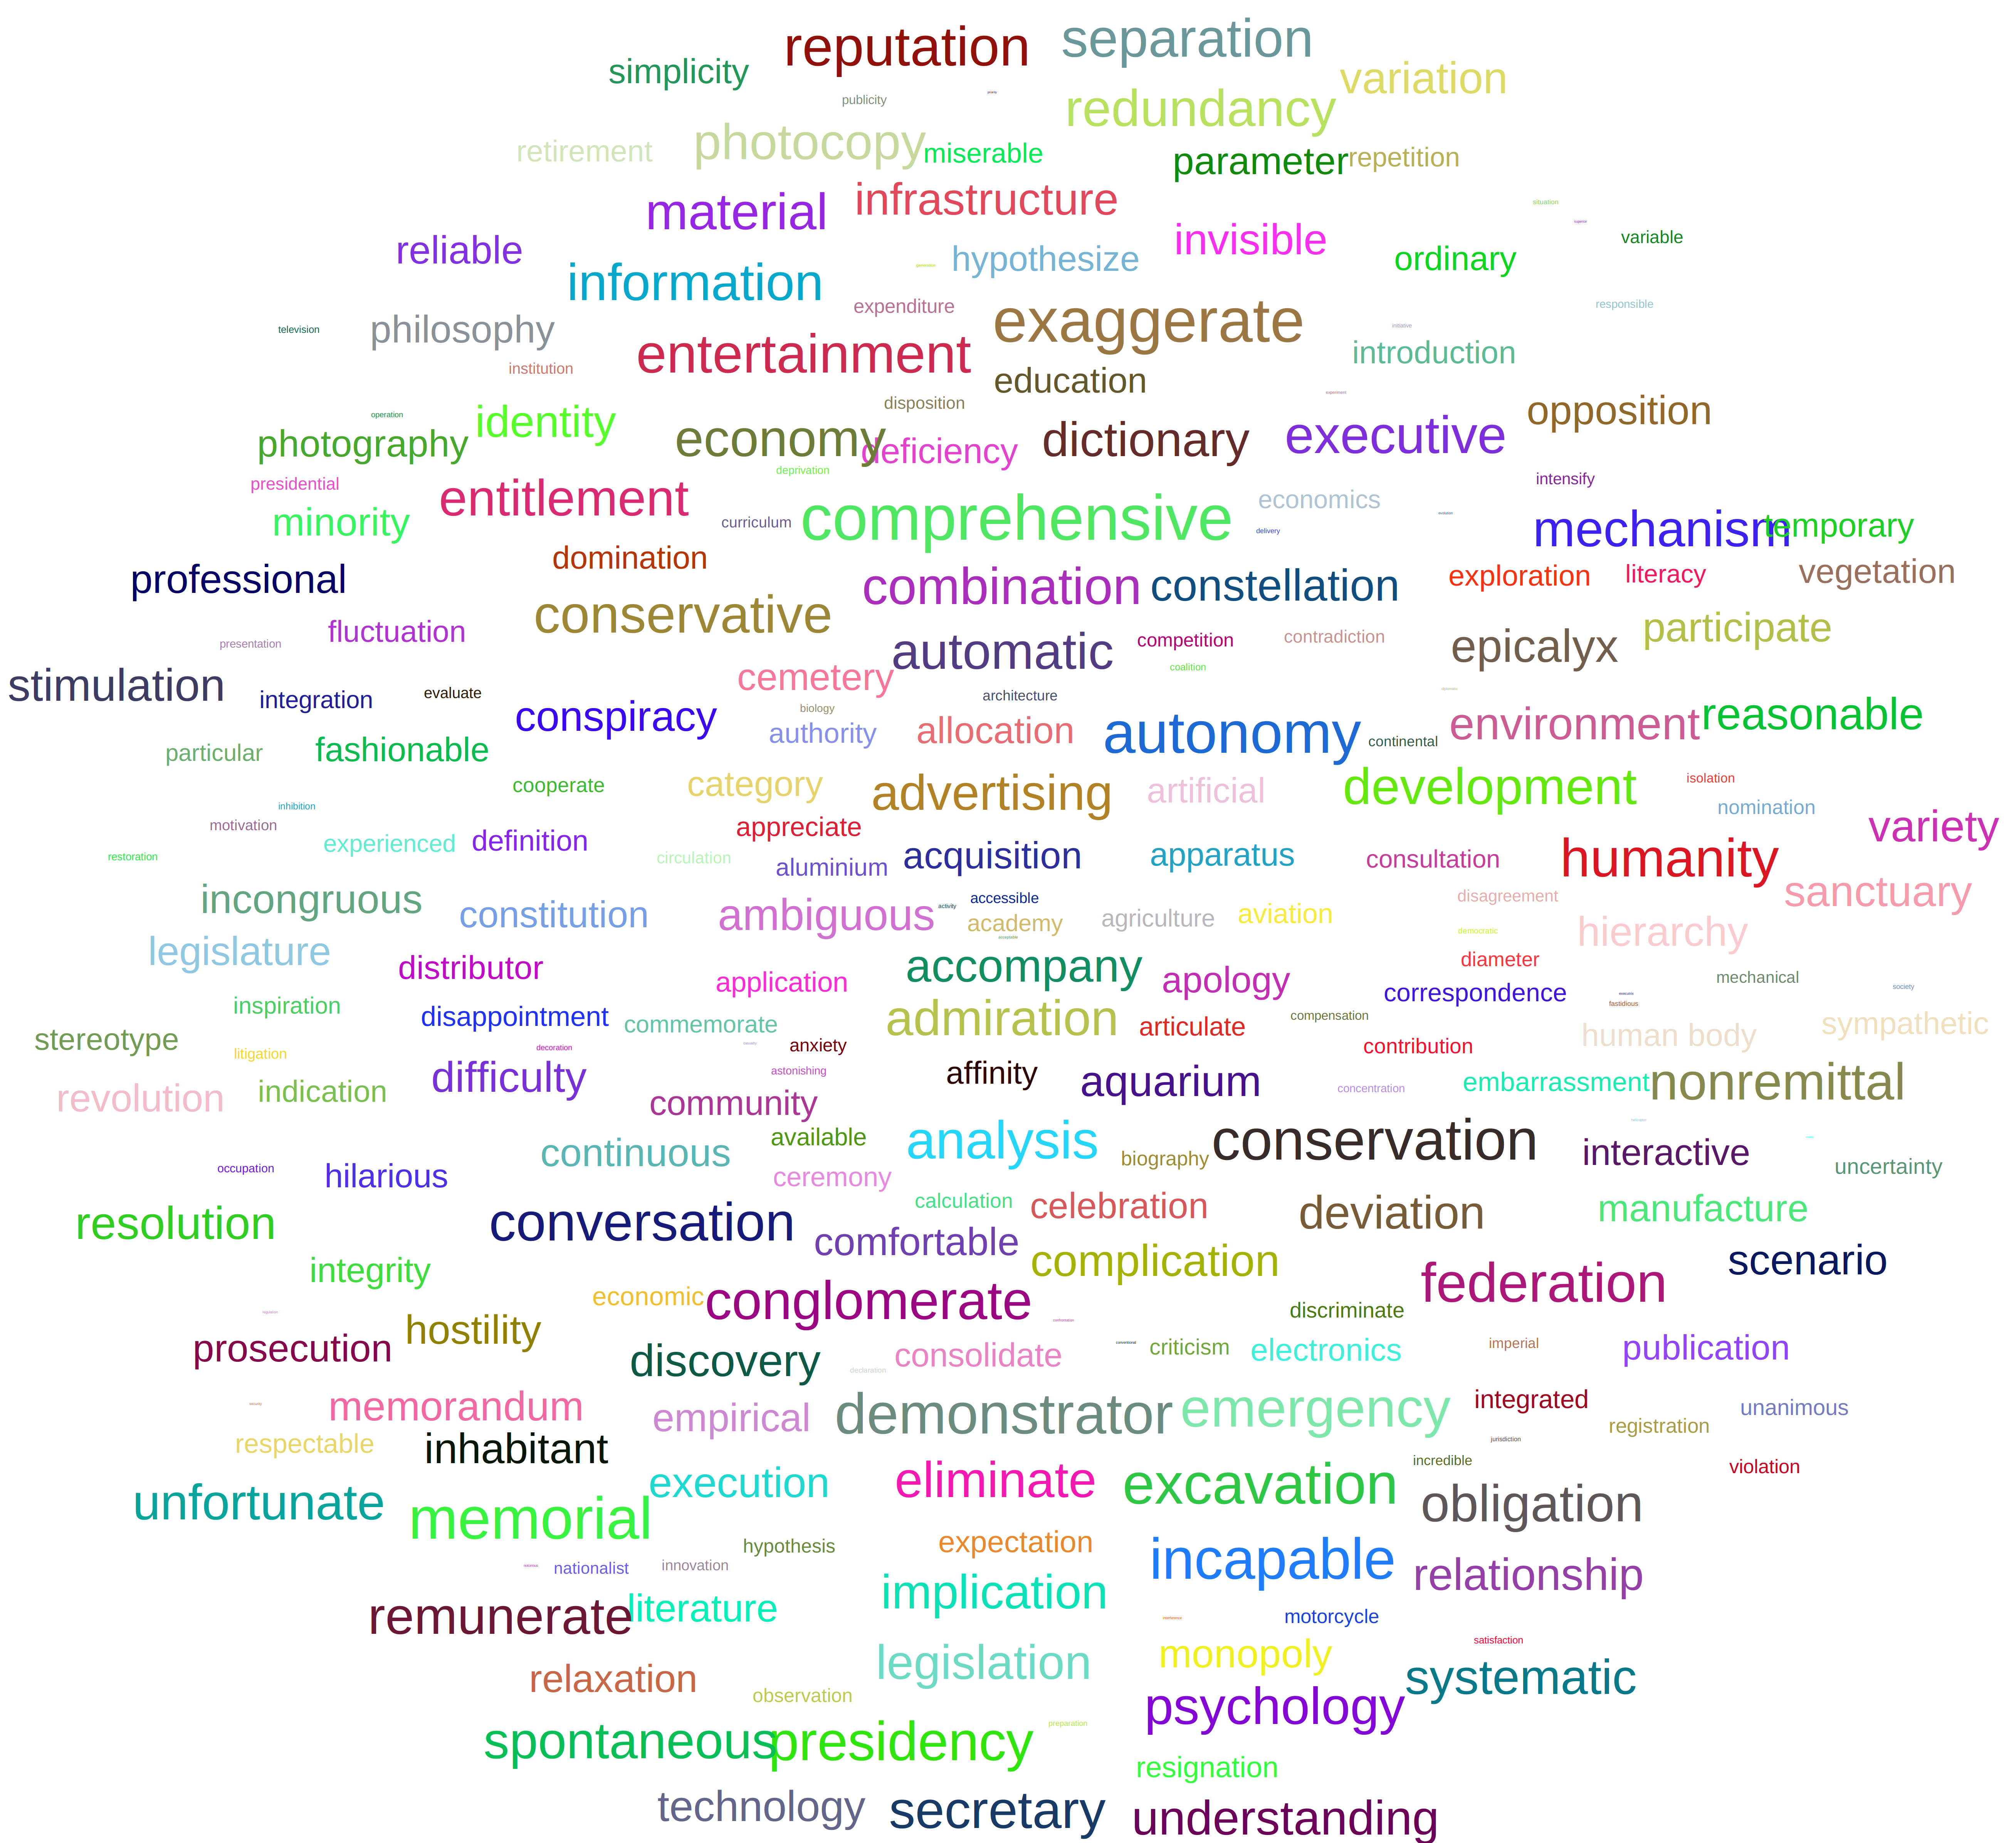 reputation
separation
simplicity
variation
publicity
redundancy
photocopy
retirement
miserable
parameter
repetition
material
infrastructure
situation
reliable
invisible
variable
information
hypothesize
ordinary
expenditure
exaggerate
responsible
television
philosophy
initiative
entertainment
introduction
institution
education
disposition
operation
identity
opposition
photography
economy
deficiency
dictionary
executive
deprivation
presidential
entitlement
intensify
minority
curriculum
comprehensive
economics
delivery
mechanism
temporary
domination
professional
combination
constellation
exploration
literacy
vegetation
conservative
fluctuation
participate
presentation
automatic
competition
contradiction
epicalyx
coalition
stimulation
cemetery
integration
evaluate
architecture
conspiracy
biology
authority
allocation
autonomy
continental
environment
reasonable
particular
fashionable
cooperate
category
advertising
artificial
development
isolation
inhibition
nomination
motivation
appreciate
variety
experienced
definition
restoration
circulation
aluminium
acquisition
apparatus
consultation
humanity
incongruous
constitution
ambiguous
activity
accessible
academy
agriculture
aviation
disagreement
sanctuary
legislature
acceptable
democratic
hierarchy
distributor
application
accompany
apology
diameter
mechanical
inspiration
correspondence
society
fastidious
disappointment
commemorate
admiration
articulate
compensation
sympathetic
stereotype
litigation
decoration
anxiety
contribution
human body
revolution
indication
difficulty
astonishing
affinity
aquarium
concentration
embarrassment
nonremittal
community
continuous
available
analysis
biography
conservation
interactive
uncertainty
occupation
hilarious
ceremony
resolution
conversation
calculation
celebration
deviation
manufacture
comfortable
complication
scenario
integrity
economic
conglomerate
federation
discriminate
prosecution
hostility
discovery
declaration
consolidate
conventional
criticism
electronics
imperial
publication
memorandum
empirical
demonstrator
emergency
integrated
unanimous
registration
respectable
inhabitant
jurisdiction
incredible
violation
unfortunate
memorial
execution
eliminate
excavation
obligation
hypothesis
expectation
nationalist
innovation
incapable
relationship
implication
remunerate
literature
motorcycle
legislation
monopoly
satisfaction
relaxation
observation
systematic
psychology
spontaneous
presidency
preparation
resignation
technology
secretary
understanding